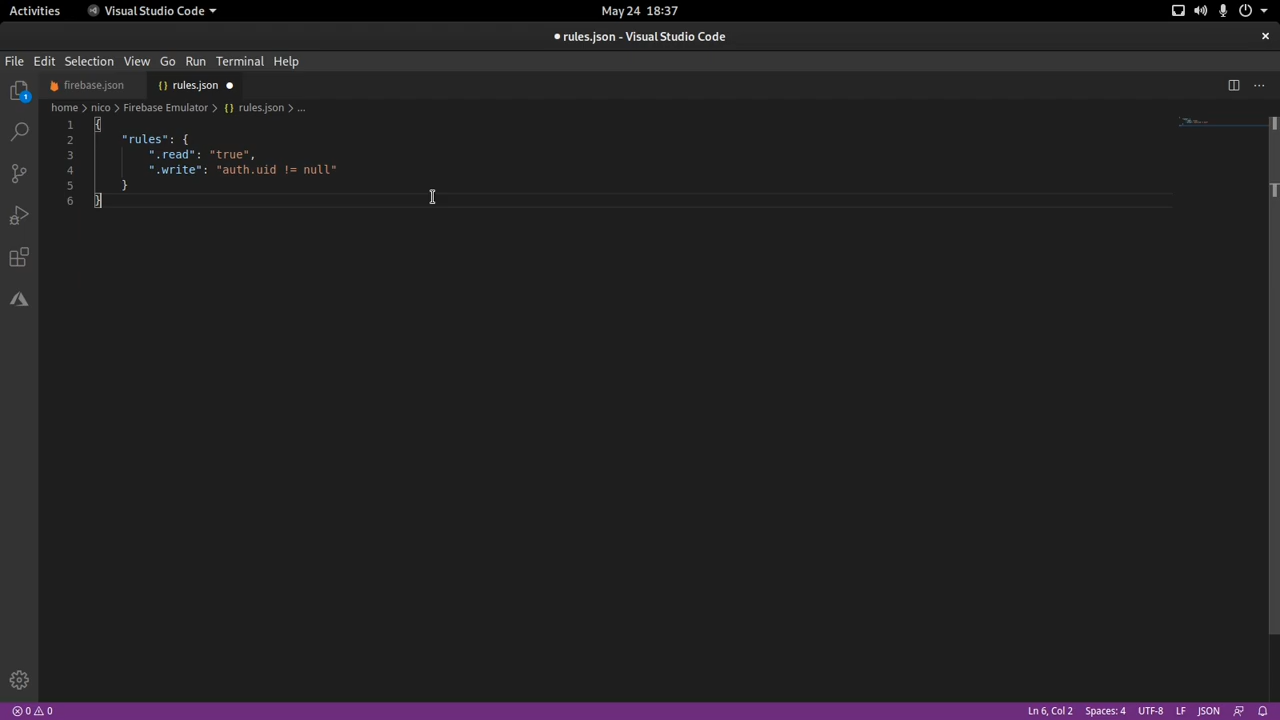 Activities Visual Studio Code May 24 18:37
rules.json - Visual Studio Code
File Edit Selection View Go Run Terminal Help
firebase.json {} rules.json
home > nico > Firebase Emulator > {} rules.json > ...
1 {
2 "rules": {
3 ".read": "true",
4 ".write": "auth.uid != null"
5 }
6 }
1
0 0 Ln 6, Col 2 Spaces: 4 UTF-8 LF JSON